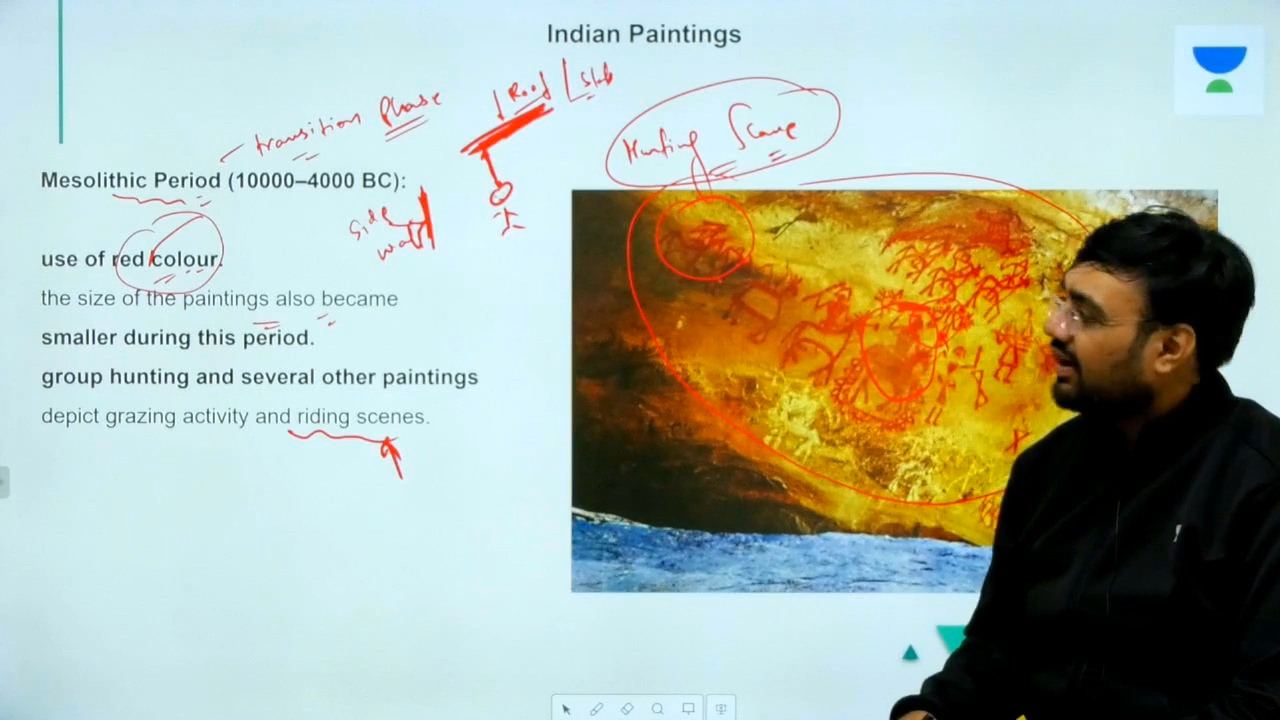 Indian Paintings
Roof / Slab
transition Phase
Hunting Scene
Mesolithic Period (10000–4000 BC):
side
wall
use of red colour.
the size of the paintings also became
smaller during this period.
group hunting and several other paintings
depict grazing activity and riding scenes.